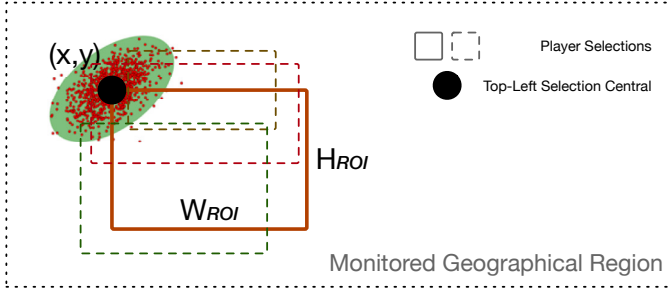 (x,y)
Player Selections
Top-Left Selection Central
HROI
WROI
Monitored Geographical Region